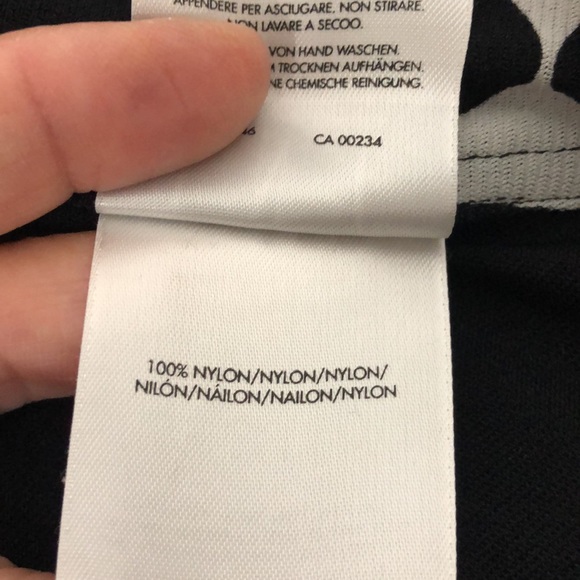 APPENDERE PER ASCIUGARE. NON STIRARE.
NON LAVARE A SECOO.
VON HAND WASCHEN.
TROCKNEN AUFHÄNGEN.
CHEMISCHE REINIGUNG.
CA 00234
100% NYLON/NYLON/NYLON/
NILÓN/NÁILON/NAILON/NYLON